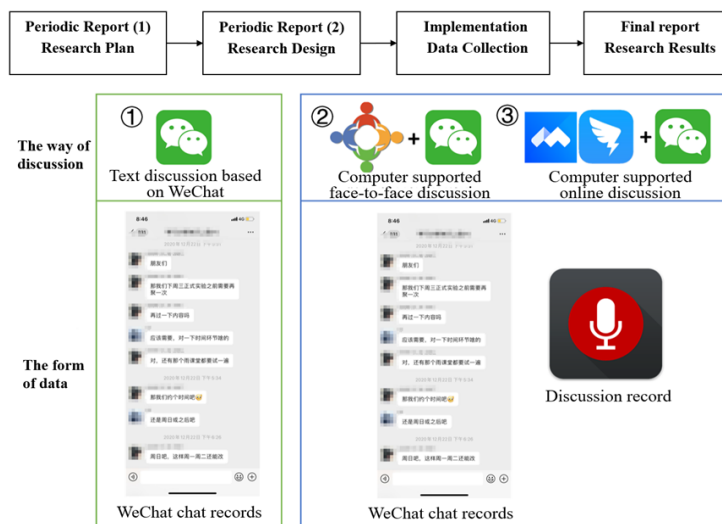 Periodic Report (1)
Research Plan
Periodic Report (2)
Research Design
Implementation
Data Collection
Final report
Research Results
The way of
discussion
①
Text discussion based
on WeChat
②
+
Computer supported
face-to-face discussion
③
+
Computer supported
online discussion
The form
of data
8:46
朋友们
那我们下周三正式实验之前需要再
聚一次
再过一下内容吗
应该需要，对一下时间环节啥的
对，还有那个雨课堂都要试一遍
那我们约个时间吧
还是周日或之后吧
周日吧，这样周一周二还能改
WeChat chat records
8:46
朋友们
那我们下周三正式实验之前需要再
聚一次
再过一下内容吗
应该需要，对一下时间环节啥的
对，还有那个雨课堂都要试一遍
那我们约个时间吧
还是周日或之后吧
周日吧，这样周一周二还能改
WeChat chat records
Discussion record